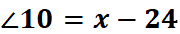 ∠10 = x − 24